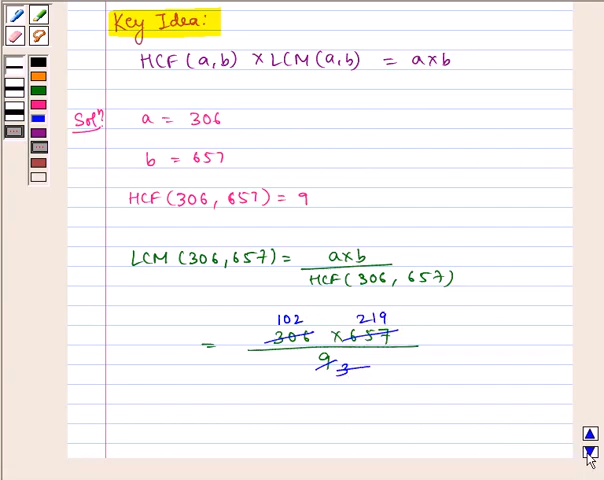 Key Idea:
HCF (a,b) × LCM (a,b) = a×b
Solⁿ:
a = 306
b = 657
HCF (306, 657) = 9
LCM (306, 657) = a×b
HCF (306, 657)
102 219
= 306 × 657
9 3